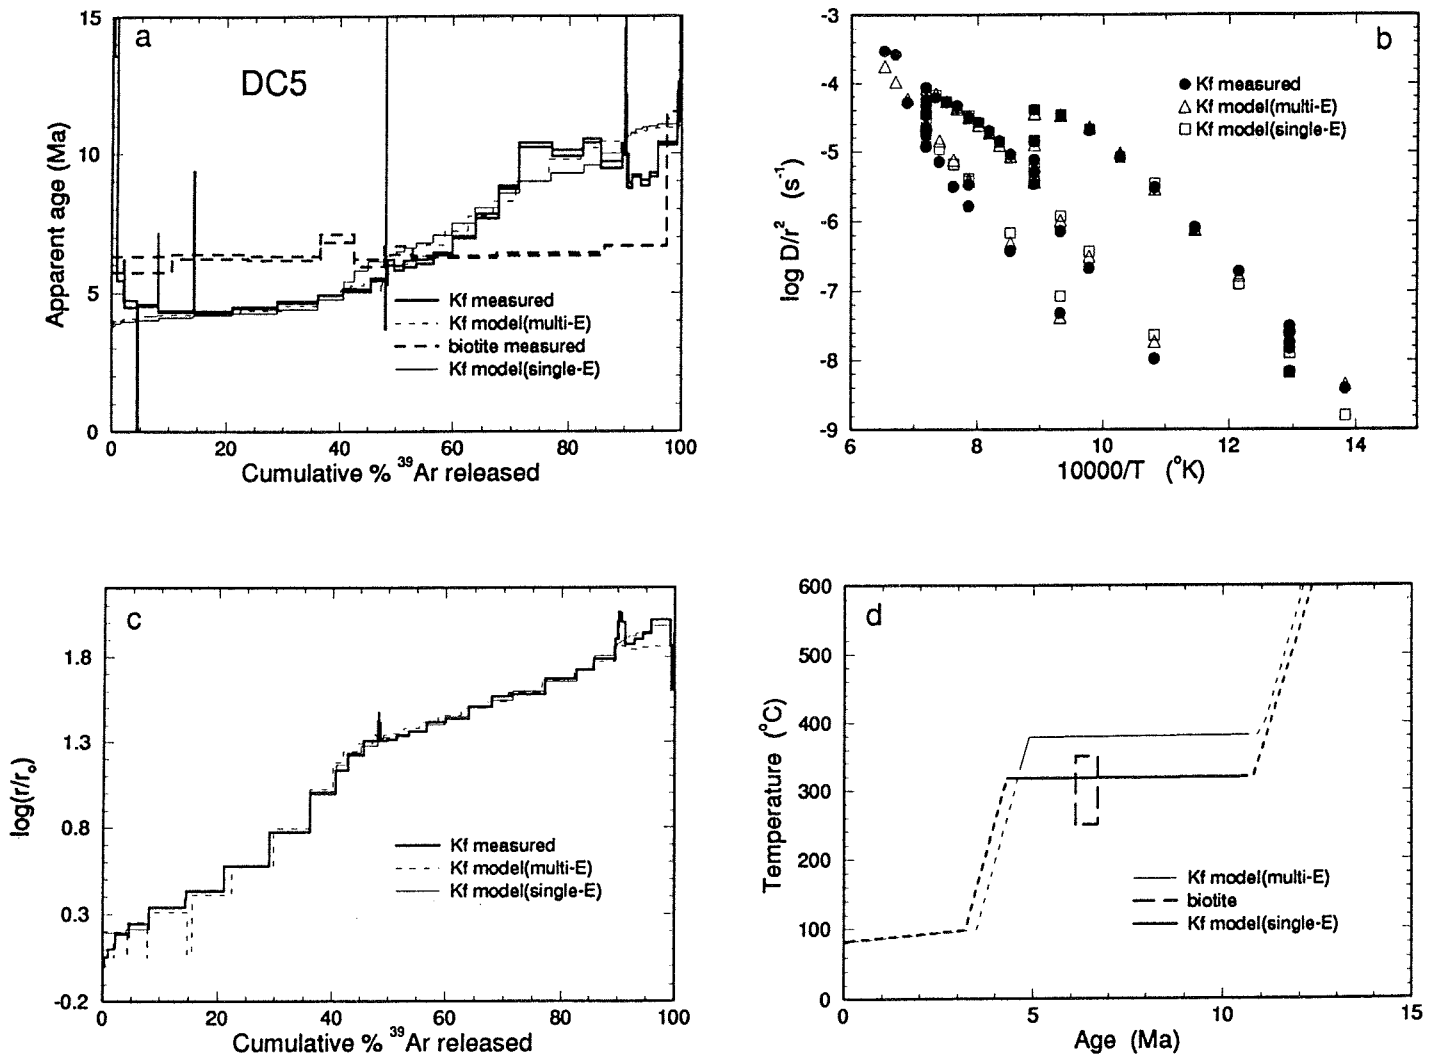 a
DC5
15
10
5
0
Apparent age (Ma)
Kf measured
Kf model(multi-E)
biotite measured
Kf model(single-E)
0 20 40 60 80 100
Cumulative % ³⁹Ar released
b
-3
-4
-5
-6
-7
-8
-9
log D/r² (s⁻¹)
Kf measured
Kf model(multi-E)
Kf model(single-E)
6 8 10 12 14
10000/T (°K)
c
1.8
1.3
0.8
0.3
-0.2
log(r/r₀)
Kf measured
Kf model(multi-E)
Kf model(single-E)
0 20 40 60 80 100
Cumulative % ³⁹Ar released
d
600
500
400
300
200
100
0
Temperature (°C)
Kf model(multi-E)
biotite
Kf model(single-E)
0 5 10 15
Age (Ma)